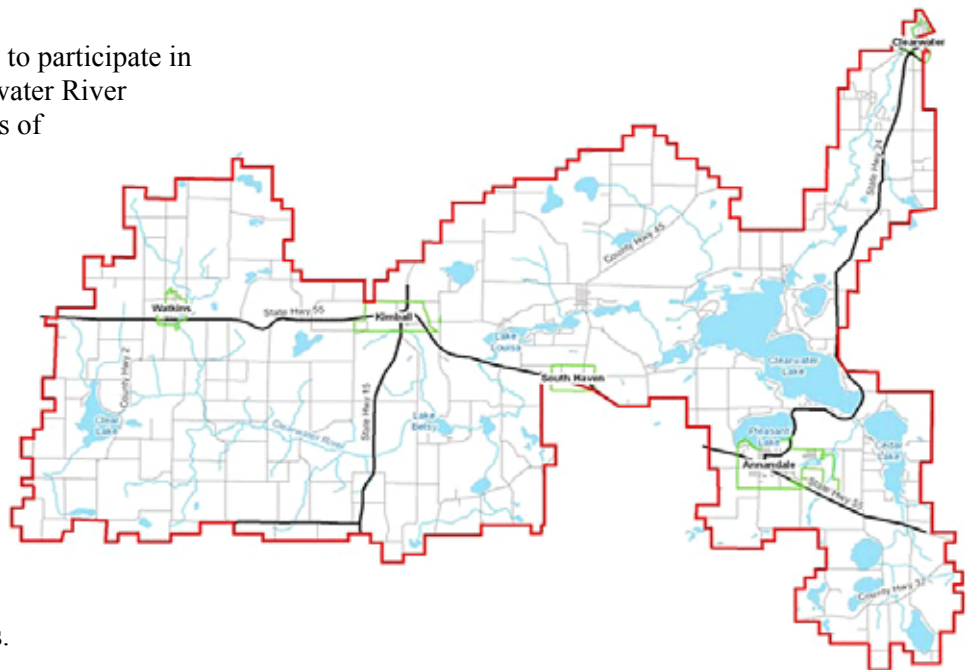 to participate in
water River
s of
s.
Clearwater
State Hwy 24
County Hwy 45
Watkins
State Hwy 55
Kimball
Lake
Louisa
Clearwater
Lake
South Haven
County Hwy 2
State Hwy 15
Clear
Lake
Clearwater River
Lake
Betsy
Pleasant
Lake
Cedar
Lake
Annandale
State Hwy 55
County Hwy 37